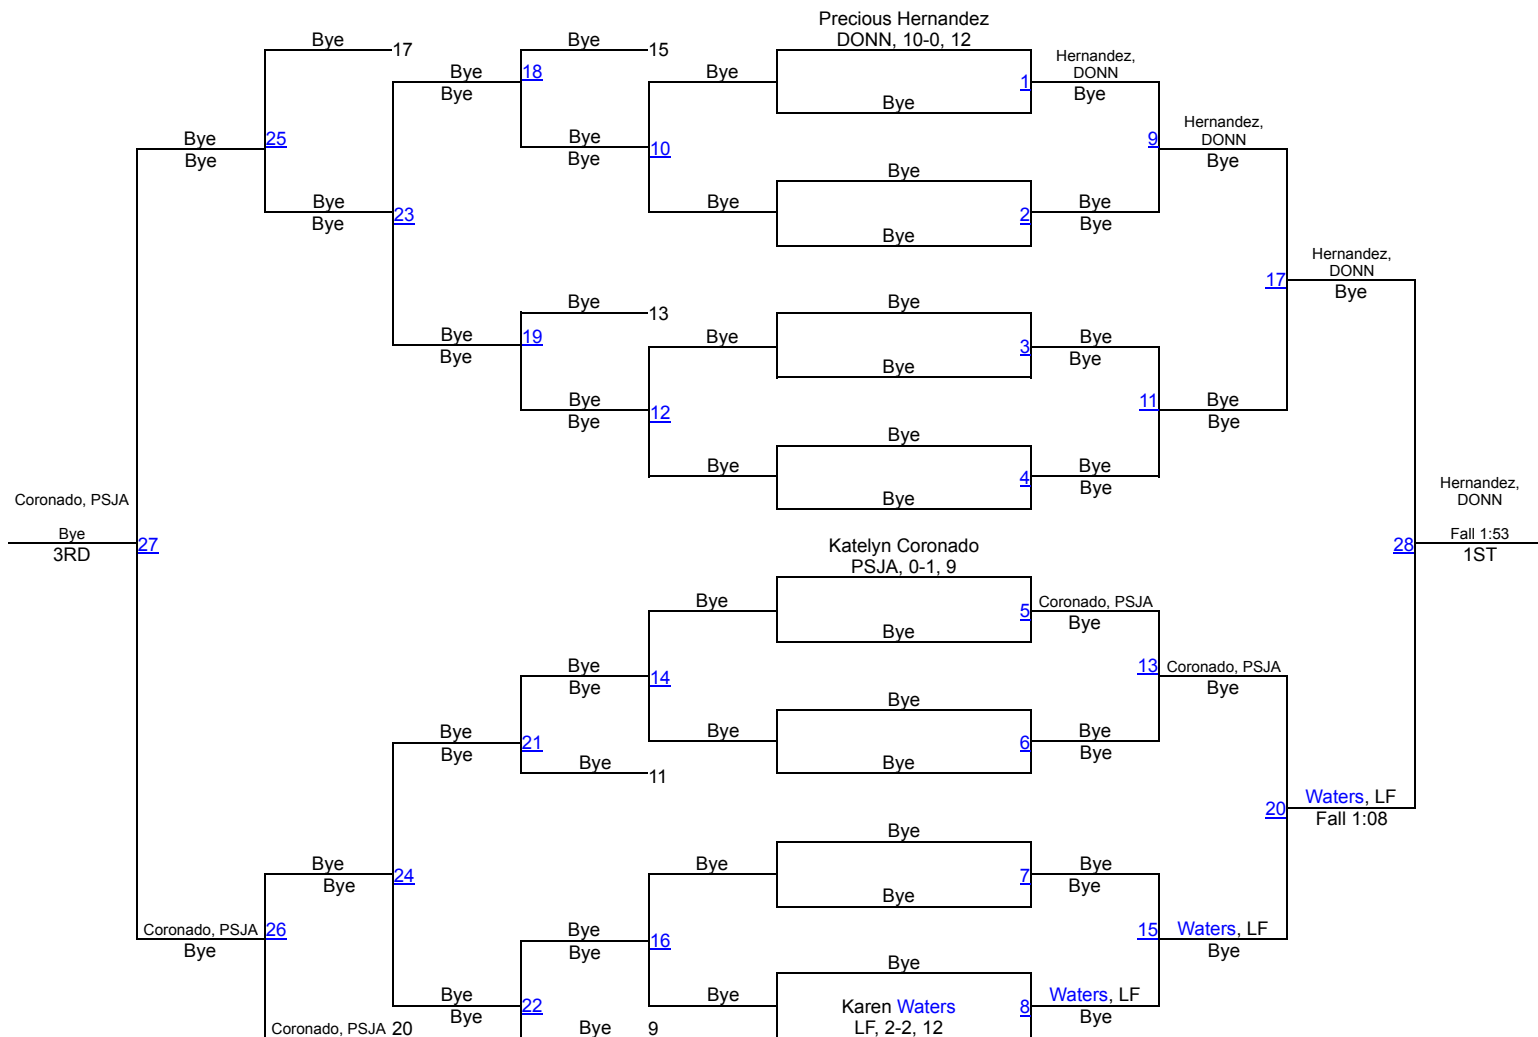 Precious Hernandez
DONN, 10-0, 12
Bye 17
Bye 15
Bye 18
Bye
Bye
1
Hernandez,
DONN
Bye
Bye
Hernandez,
DONN
Bye
9
Bye 25
Bye
Bye
Bye
10
Bye
Bye
Bye
23
Bye
Bye
2
Bye
Bye
Hernandez,
DONN
Bye
17
Bye 13
Bye
Bye
19
Bye
Bye
3
Bye
Bye
Bye
Bye
Bye
12
11
Bye
Bye
Bye
Bye
4
Bye
Bye
Bye
Coronado, PSJA
Bye
3RD
27
Hernandez,
DONN
Fall 1:53
1ST
28
Katelyn Coronado
PSJA, 0-1, 9
Bye
5
Coronado, PSJA
Bye
Bye
Bye
Bye
14
13
Coronado, PSJA
Bye
Bye
Bye
Bye
21
Bye
6
Bye
Bye
Bye
Bye 11
20
Waters, LF
Fall 1:08
Bye
Bye
Bye
24
Bye
7
Bye
Bye
Bye
Coronado, PSJA
Bye
26
Bye
Bye
16
15
Waters, LF
Bye
Bye
Bye
Bye
22
Bye
Karen Waters
LF, 2-2, 12
8
Waters, LF
Bye
Coronado, PSJA 20
Bye 9